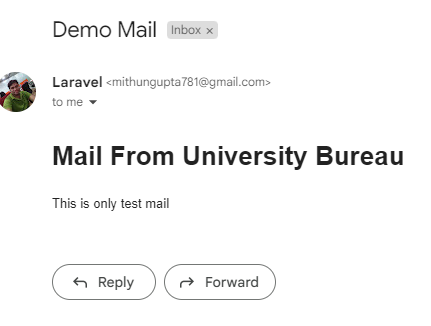 Demo Mail Inbox ×
Laravel <mithungupta781@gmail.com>
to me
Mail From University Bureau
This is only test mail
Reply Forward